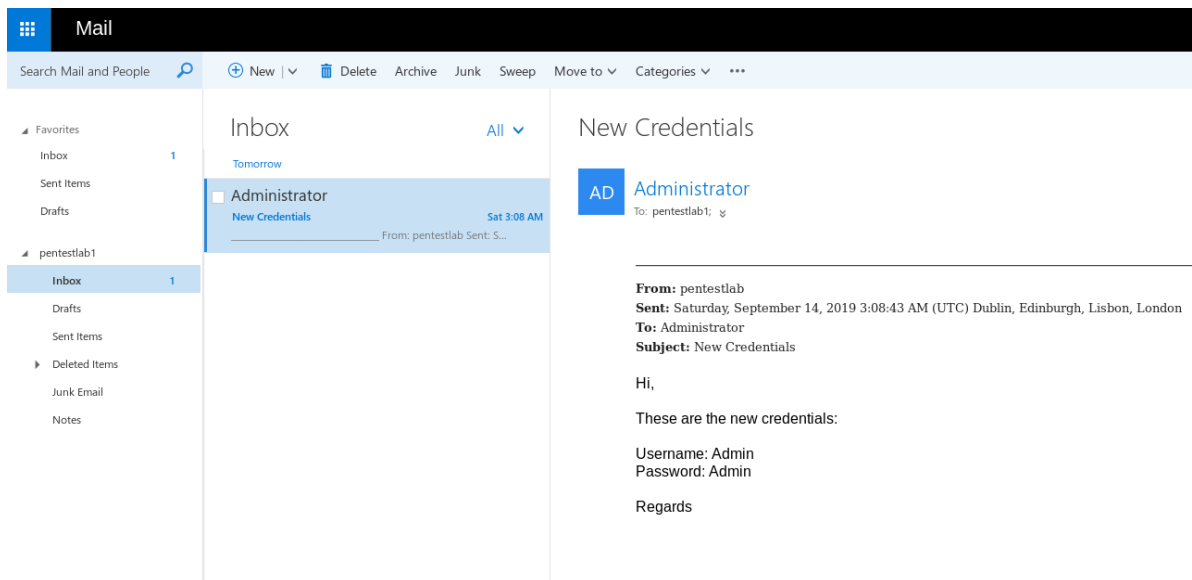 Mail
Search Mail and People
New | Delete Archive Junk Sweep Move to Categories •••
Favorites
Inbox 1
Sent Items
Drafts
pentestlab1
Inbox 1
Drafts
Sent Items
Deleted Items
Junk Email
Notes
Inbox
All
Tomorrow
Administrator
New Credentials Sat 3:08 AM
From: pentestlab Sent: S...
New Credentials
AD
Administrator
To: pentestlab1;
From: pentestlab
Sent: Saturday, September 14, 2019 3:08:43 AM (UTC) Dublin, Edinburgh, Lisbon, London
To: Administrator
Subject: New Credentials
Hi,
These are the new credentials:
Username: Admin
Password: Admin
Regards